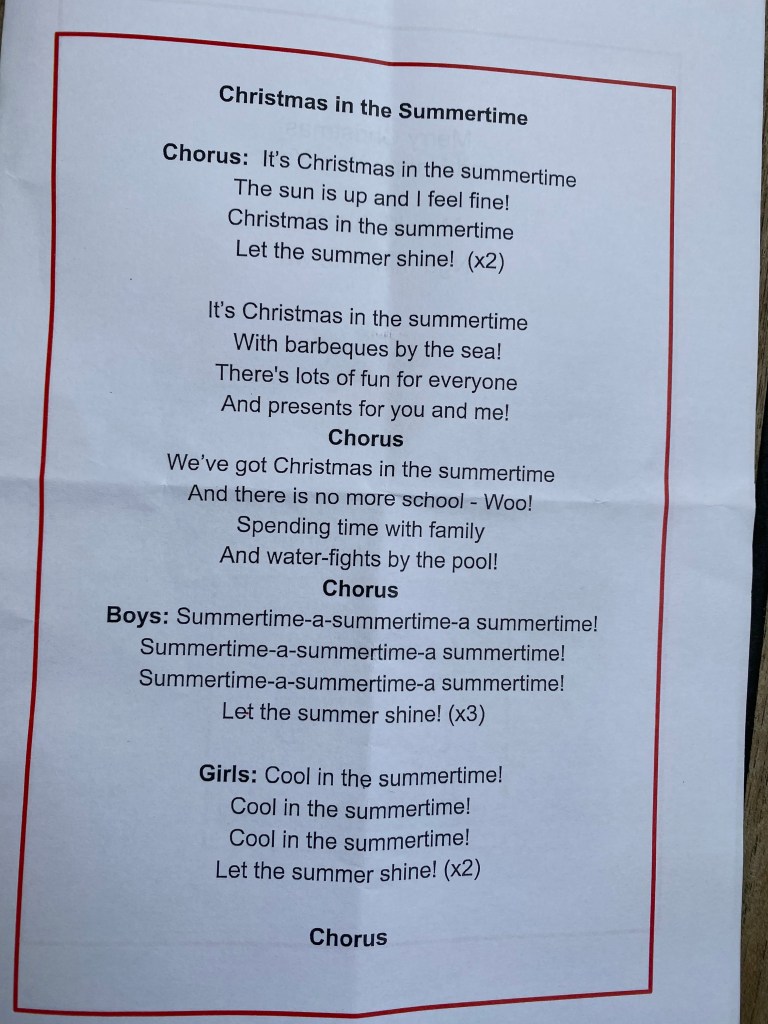 Christmas in the Summertime
Chorus: It's Christmas in the summertime
The sun is up and I feel fine!
Christmas in the summertime
Let the summer shine! (x2)
It's Christmas in the summertime
With barbeques by the sea!
There's lots of fun for everyone
And presents for you and me!
Chorus
We've got Christmas in the summertime
And there is no more school - Woo!
Spending time with family
And water-fights by the pool!
Chorus
Boys: Summertime-a-summertime-a summertime!
Summertime-a-summertime-a summertime!
Summertime-a-summertime-a summertime!
Let the summer shine! (x3)
Girls: Cool in the summertime!
Cool in the summertime!
Cool in the summertime!
Let the summer shine! (x2)
Chorus